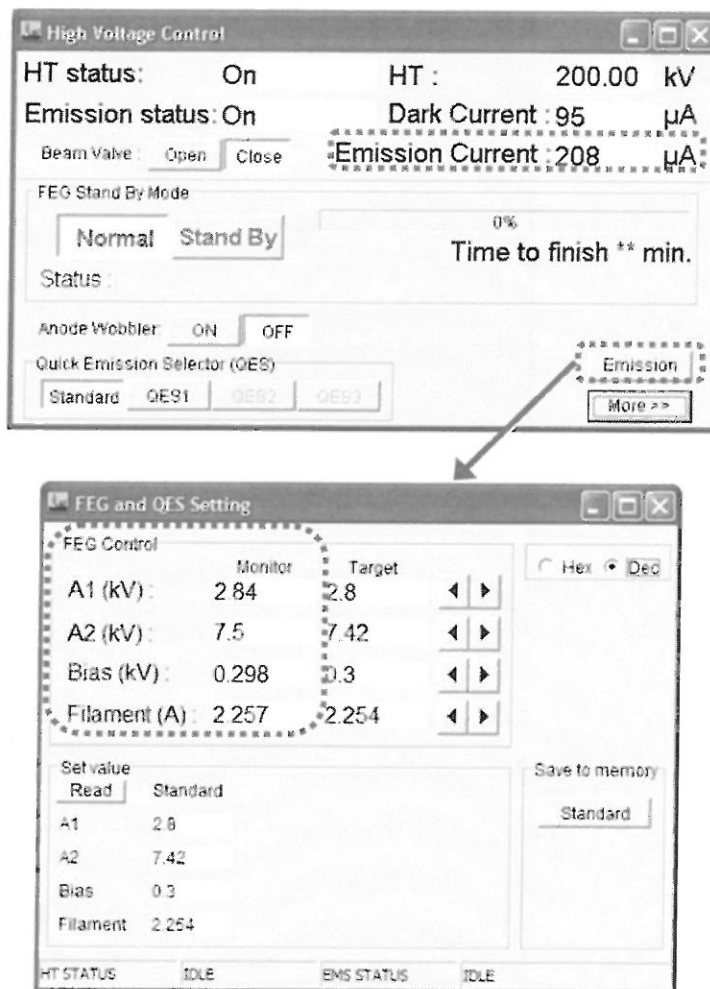 High Voltage Control
HT status: On HT : 200.00 kV
Emission status: On Dark Current : 95 µA
Beam Valve : Open Close Emission Current : 208 µA
FEG Stand By Mode
Normal Stand By 0%
Time to finish ** min.
Status :
Anode Wobbler: ON OFF
Quick Emission Selector (QES) Emission
Standard QES1 QES2 QES3 More >>
FEG and QES Setting
FEG Control
Monitor Target Hex Dec
A1 (kV) : 2.84 2.8
A2 (kV) : 7.5 7.42
Bias (kV) : 0.298 0.3
Filament (A) : 2.257 2.254
Set value Save to memory
Read Standard Standard
A1 2.8
A2 7.42
Bias 0.3
Filament 2.254
HT STATUS IDLE EMS STATUS IDLE